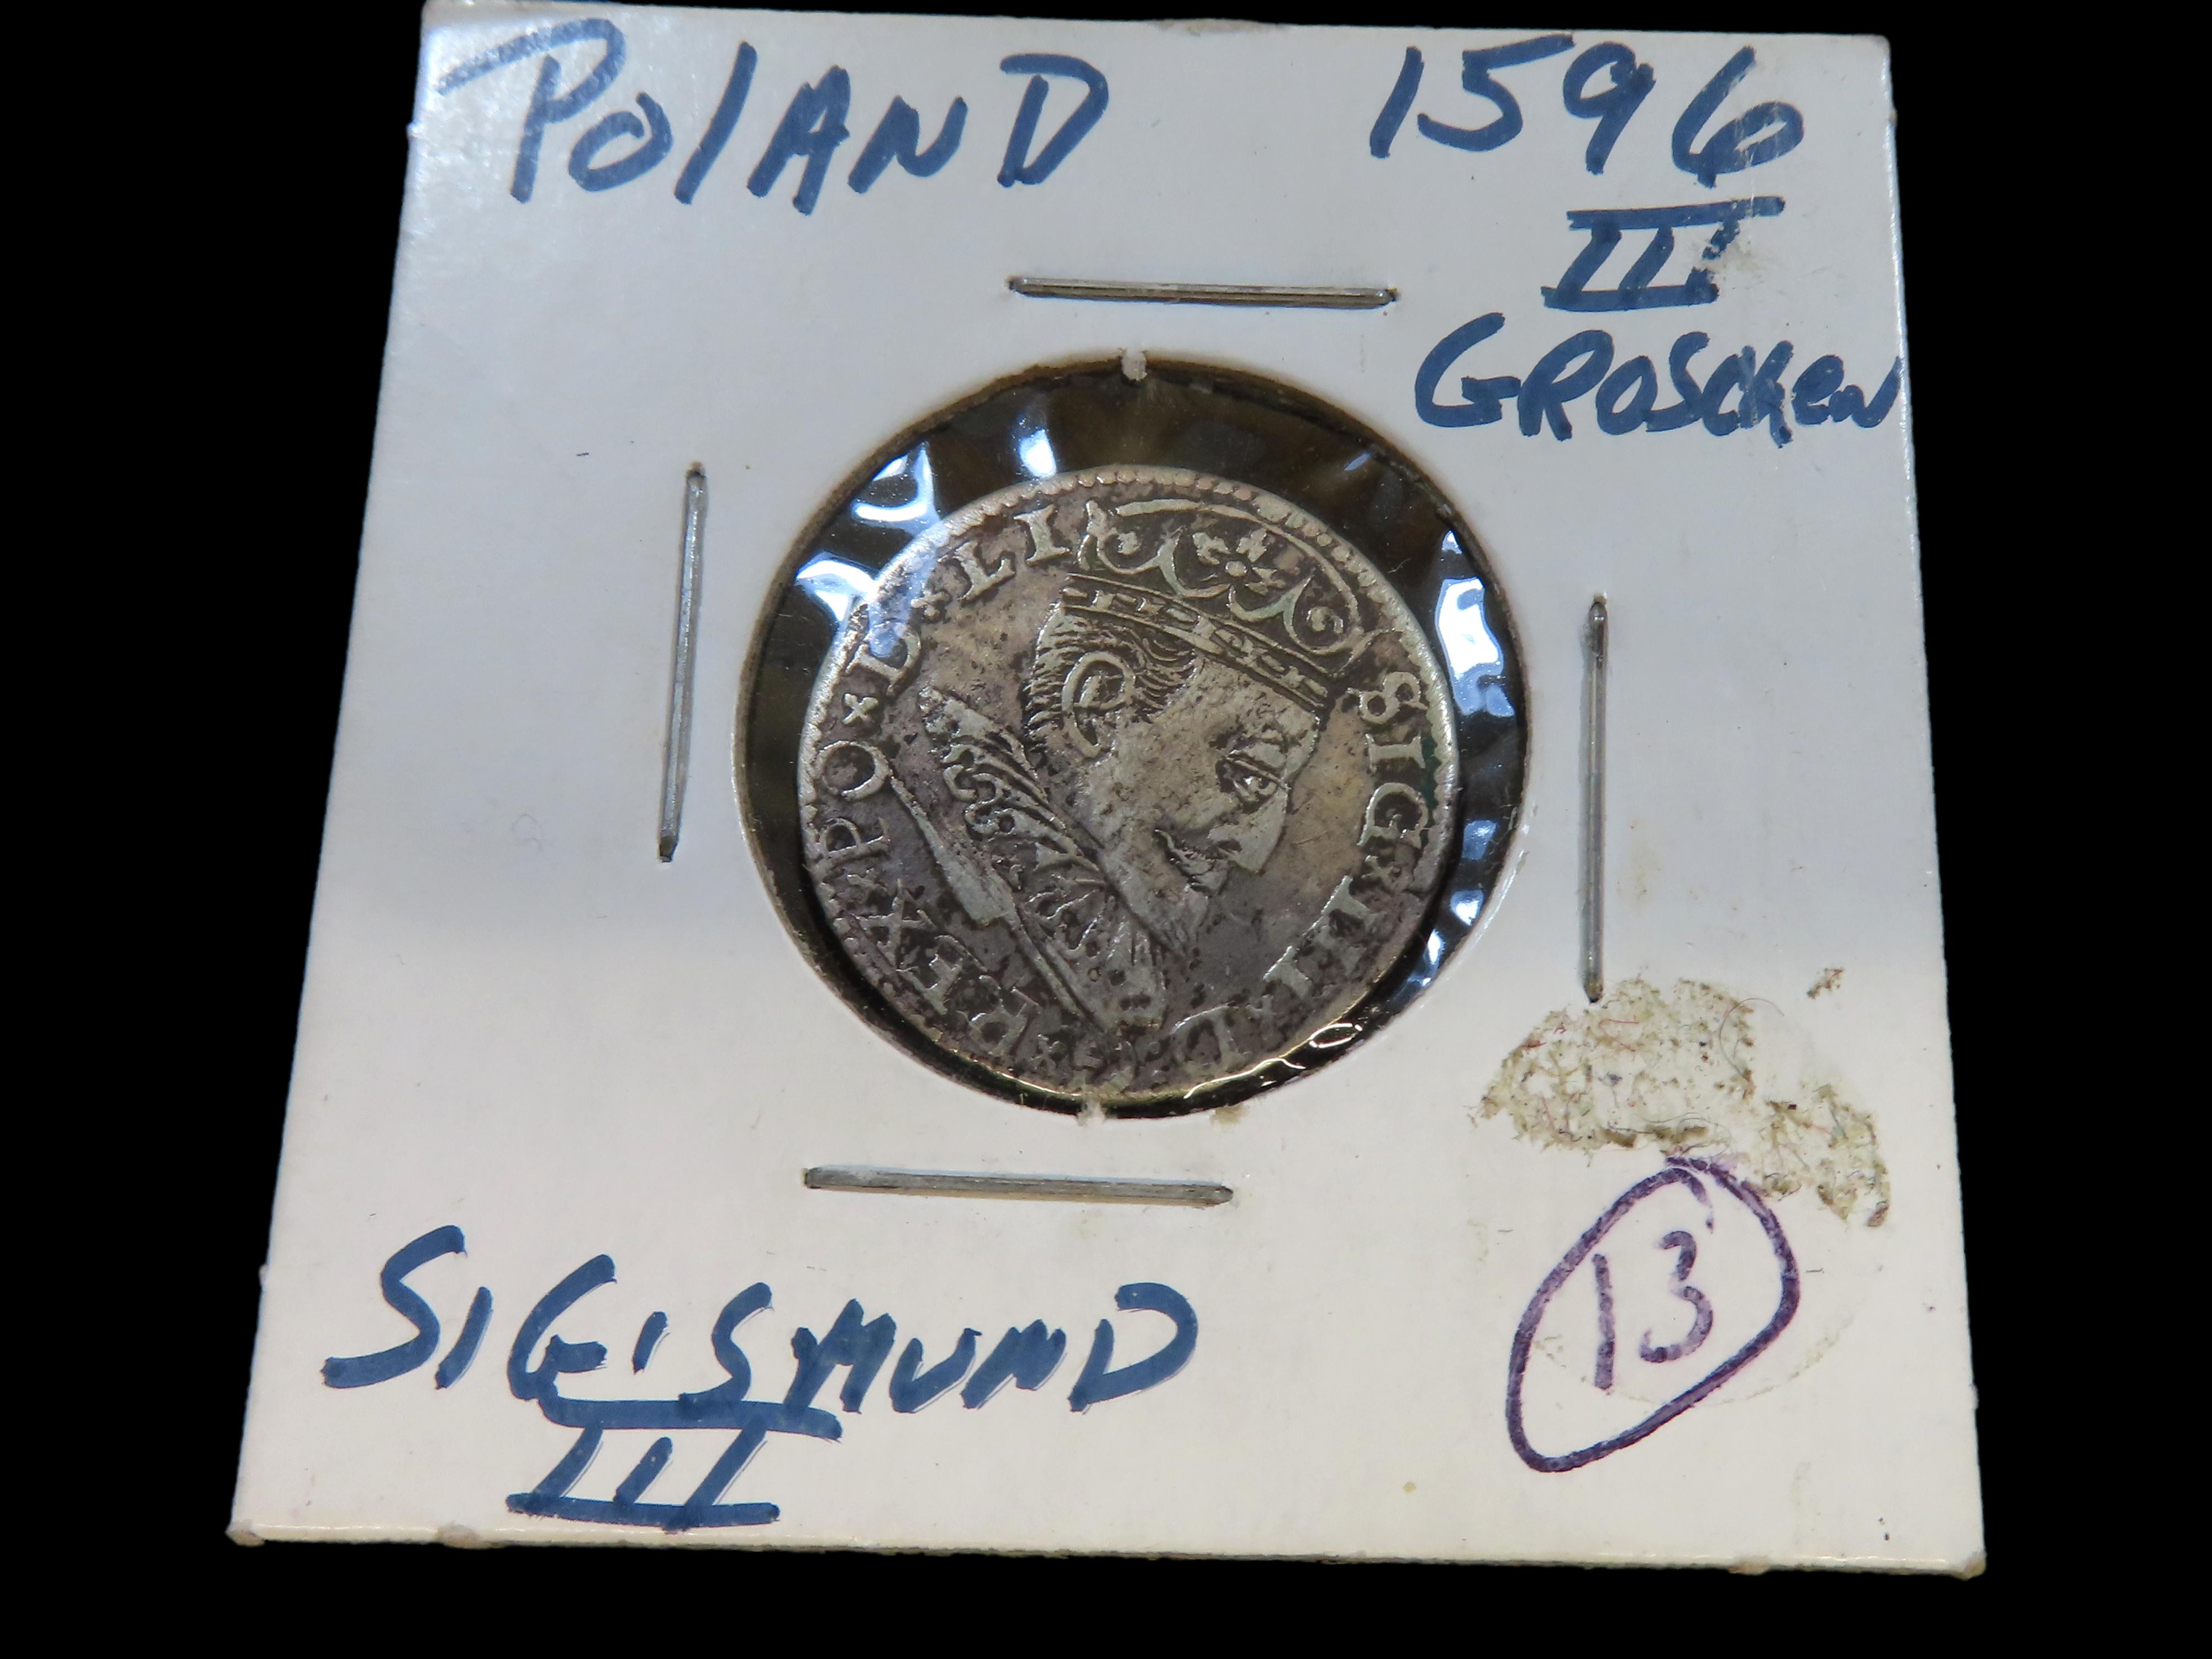 POLAND 1596
III
GROSCHEN
SIG × III × D : G × REX × PO × D × LI
SIGISMUND
III
13